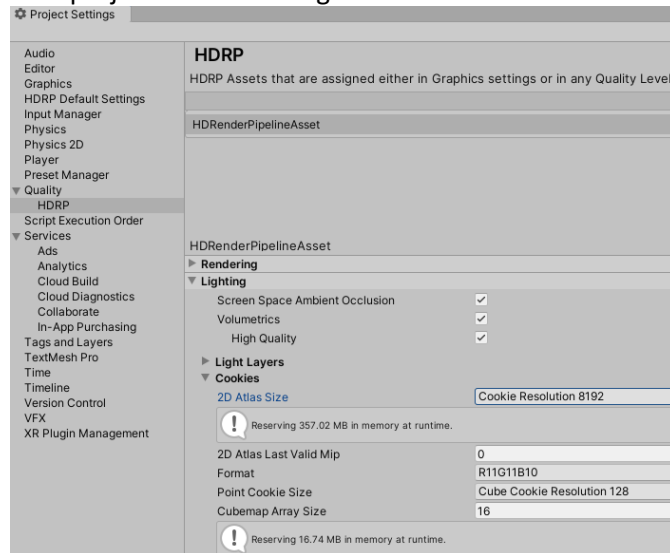 Project Settings
Audio
Editor
Graphics
HDRP Default Settings
Input Manager
Physics
Physics 2D
Player
Preset Manager
Quality
HDRP
Script Execution Order
Services
Ads
Analytics
Cloud Build
Cloud Diagnostics
Collaborate
In-App Purchasing
Tags and Layers
TextMesh Pro
Time
Timeline
Version Control
VFX
XR Plugin Management
HDRP
HDRP Assets that are assigned either in Graphics settings or in any Quality Level
HDRenderPipelineAsset
HDRenderPipelineAsset
Rendering
Lighting
Screen Space Ambient Occlusion
Volumetrics
High Quality
Light Layers
Cookies
2D Atlas Size Cookie Resolution 8192
Reserving 357.02 MB in memory at runtime.
2D Atlas Last Valid Mip 0
Format R11G11B10
Point Cookie Size Cube Cookie Resolution 128
Cubemap Array Size 16
Reserving 16.74 MB in memory at runtime.